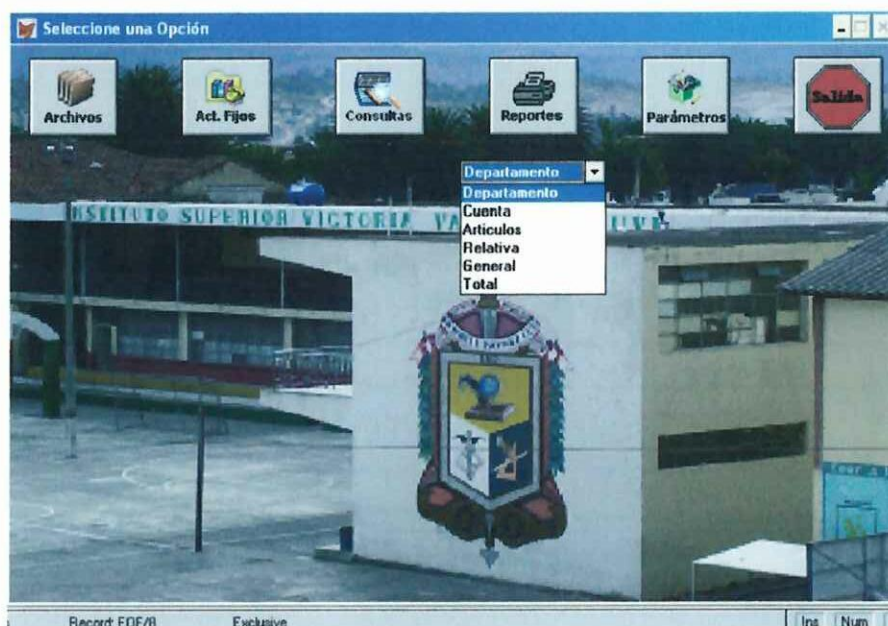 Seleccione una Opción
Archivos
Act. Fijos
Consultas
Reportes
Parámetros
Salida
Departamento
Departamento
Cuenta
Articulos
Relativa
General
Total
INSTITUTO SUPERIOR VICTORIA
Record: EOF/8
Exclusive
Ins
Num